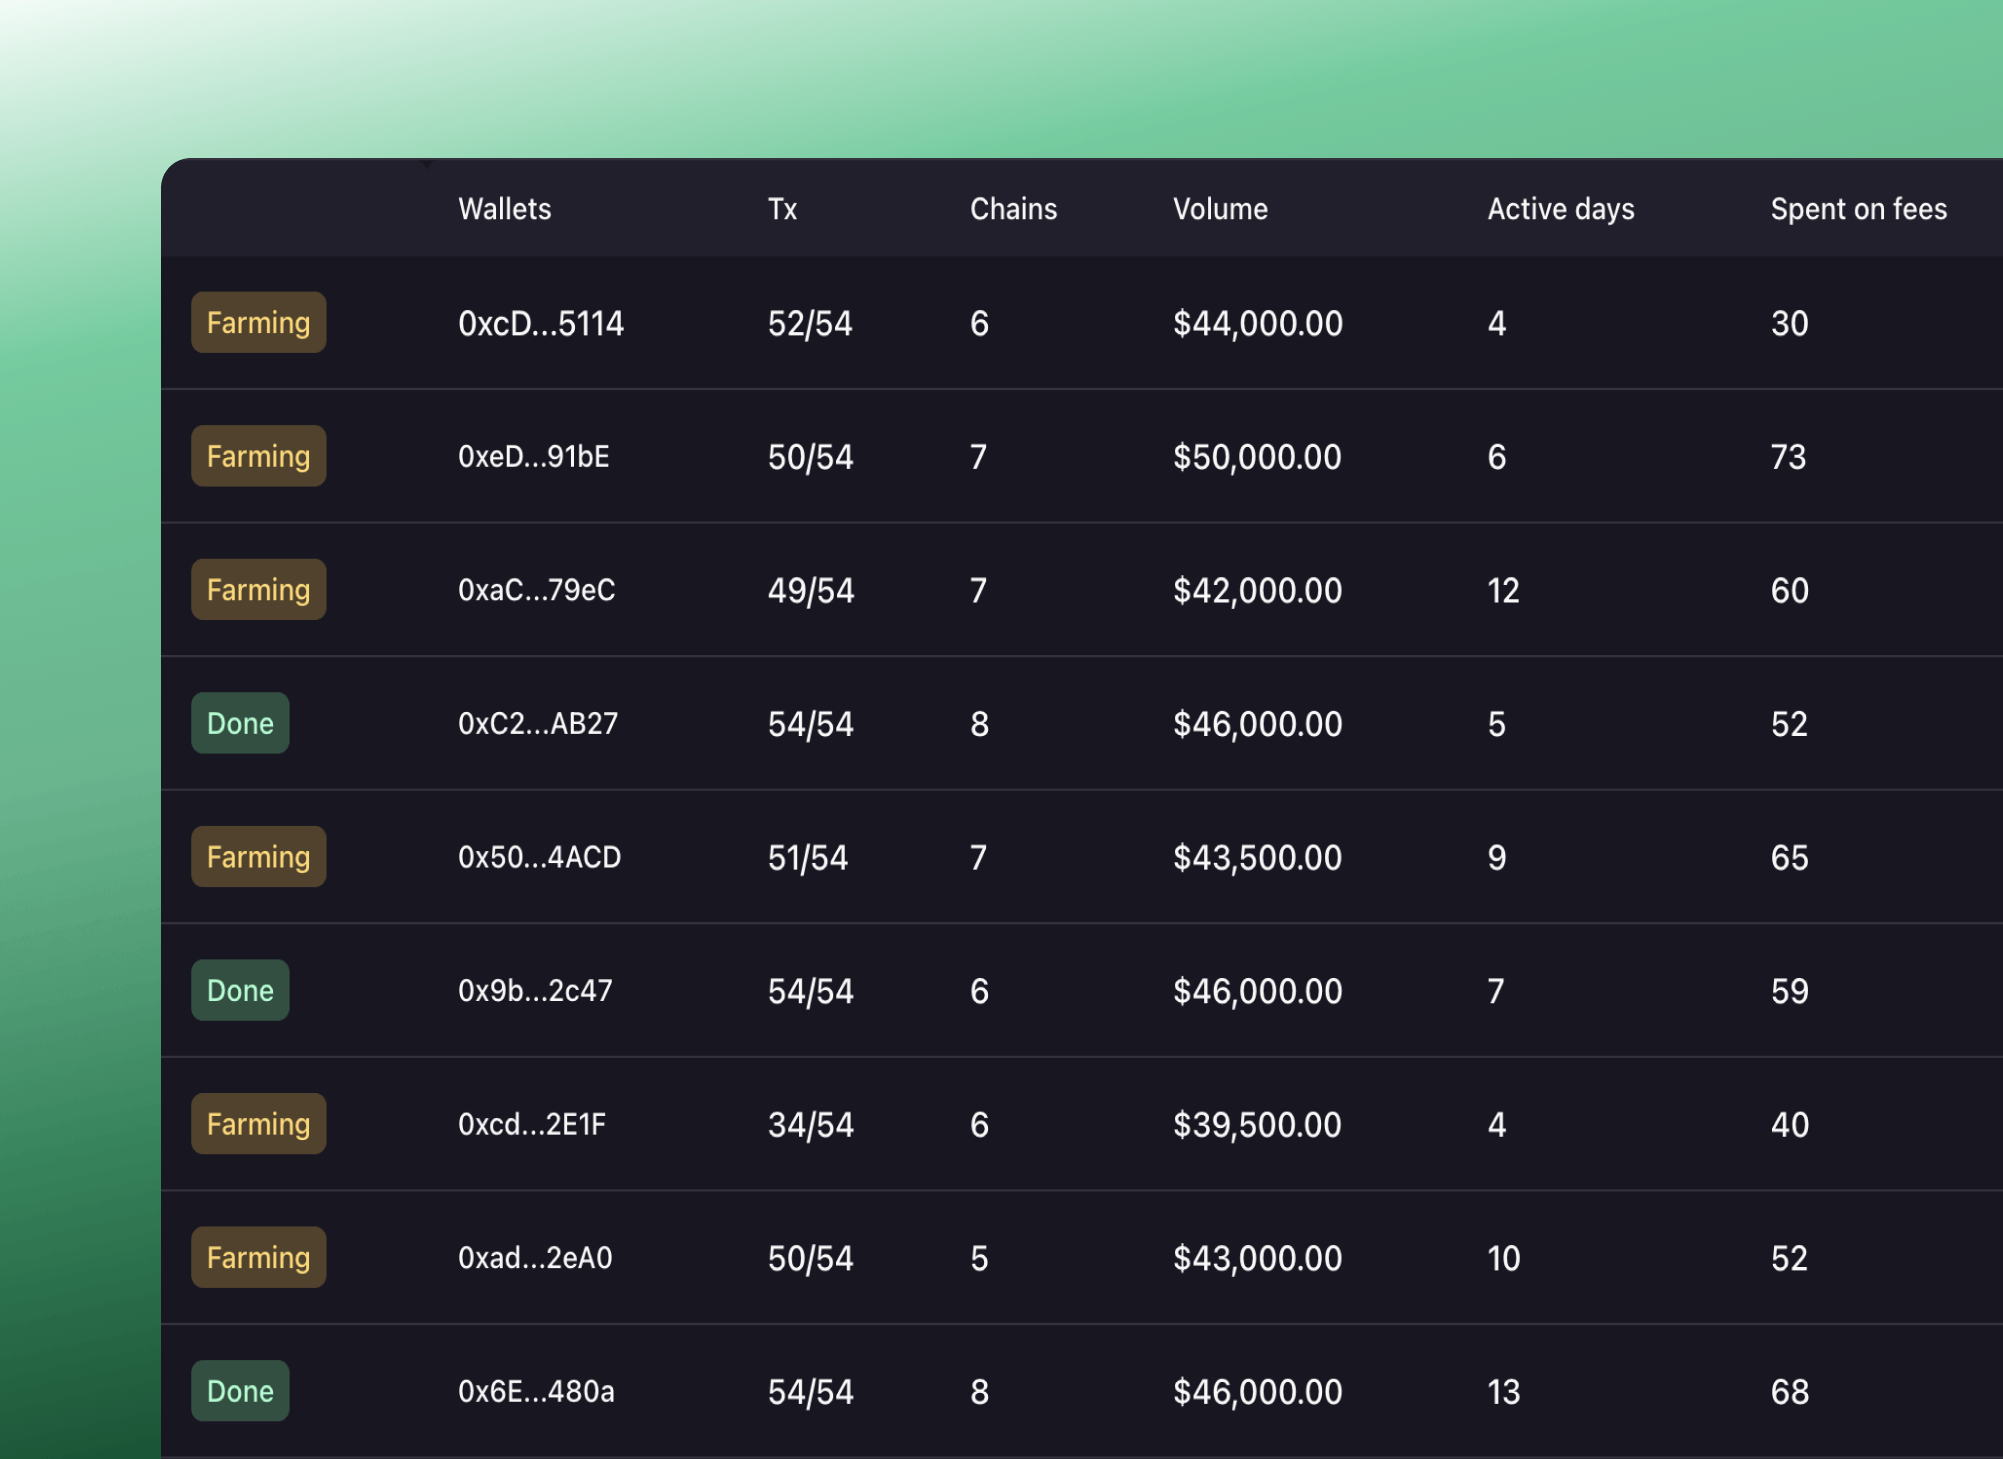 Wallets Tx Chains Volume Active days Spent on fees
Farming 0xcD...5114 52/54 6 $44,000.00 4 30
Farming 0xeD...91bE 50/54 7 $50,000.00 6 73
Farming 0xaC...79eC 49/54 7 $42,000.00 12 60
Done 0xC2...AB27 54/54 8 $46,000.00 5 52
Farming 0x50...4ACD 51/54 7 $43,500.00 9 65
Done 0x9b...2c47 54/54 6 $46,000.00 7 59
Farming 0xcd...2E1F 34/54 6 $39,500.00 4 40
Farming 0xad...2eA0 50/54 5 $43,000.00 10 52
Done 0x6E...480a 54/54 8 $46,000.00 13 68